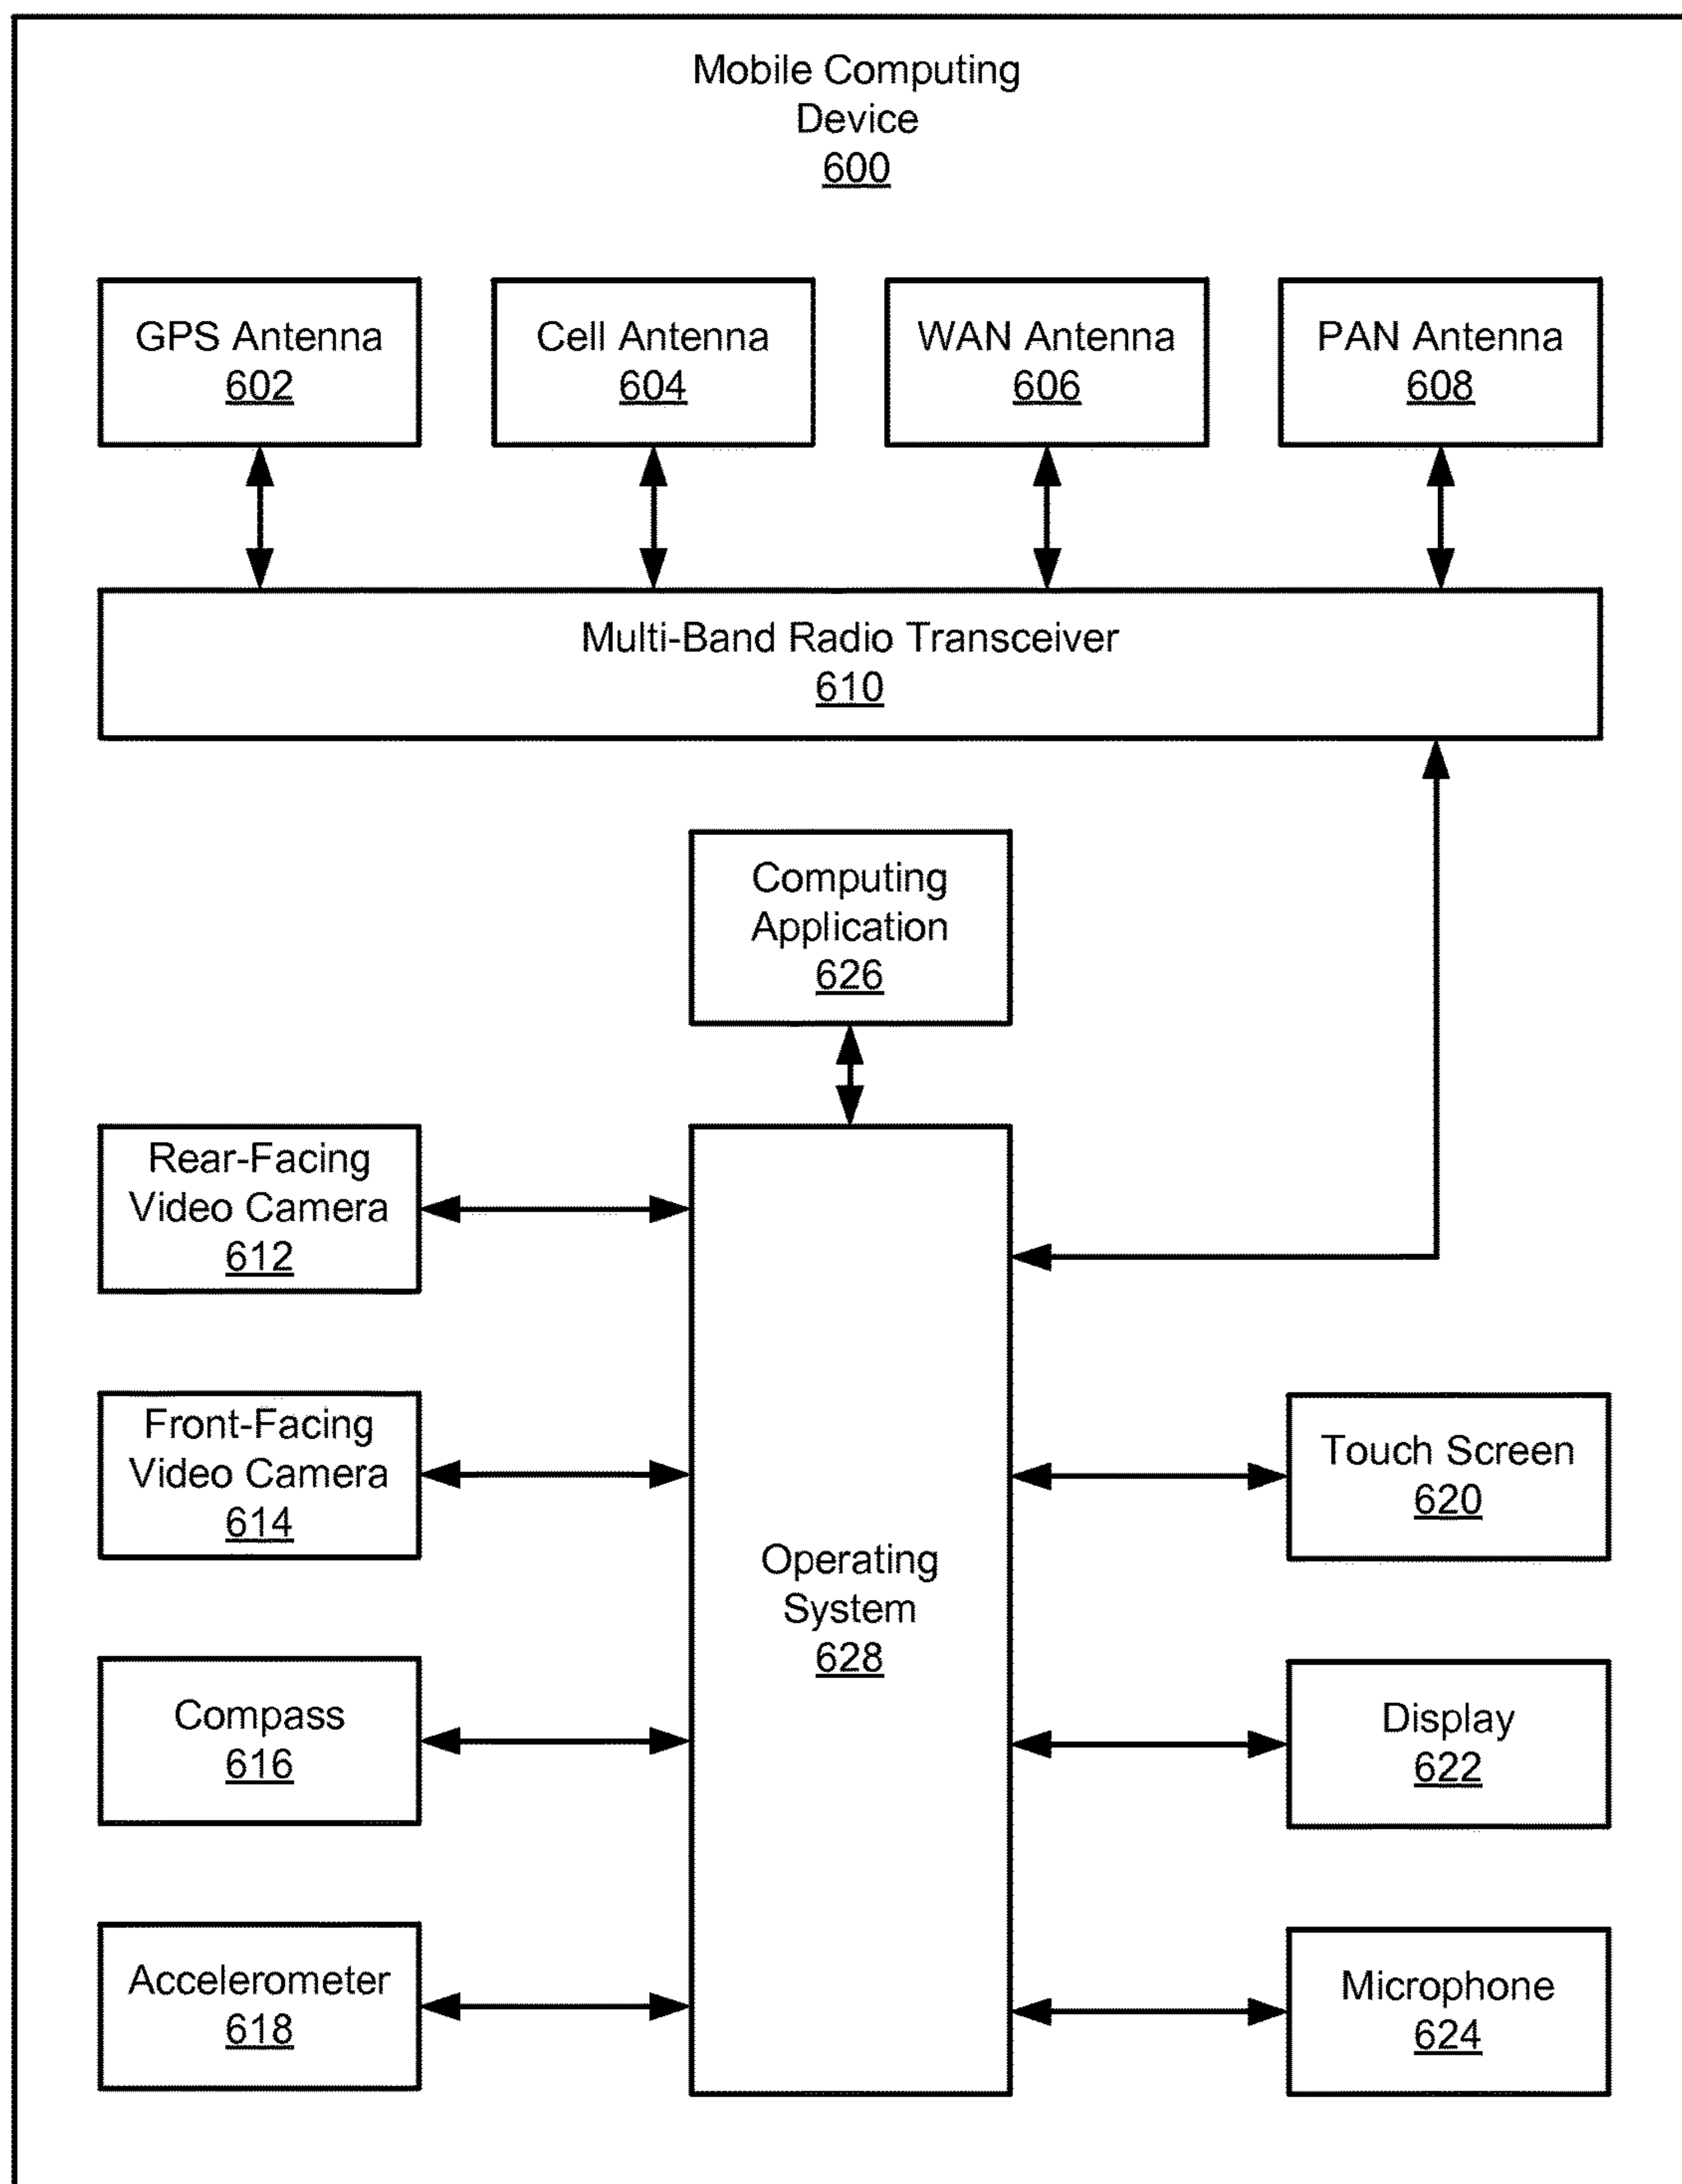 Mobile Computing
Device
600
GPS Antenna
602
Cell Antenna
604
WAN Antenna
606
PAN Antenna
608
Multi-Band Radio Transceiver
610
Computing
Application
626
Rear-Facing
Video Camera
612
Front-Facing
Video Camera
614
Compass
616
Accelerometer
618
Operating
System
628
Touch Screen
620
Display
622
Microphone
624